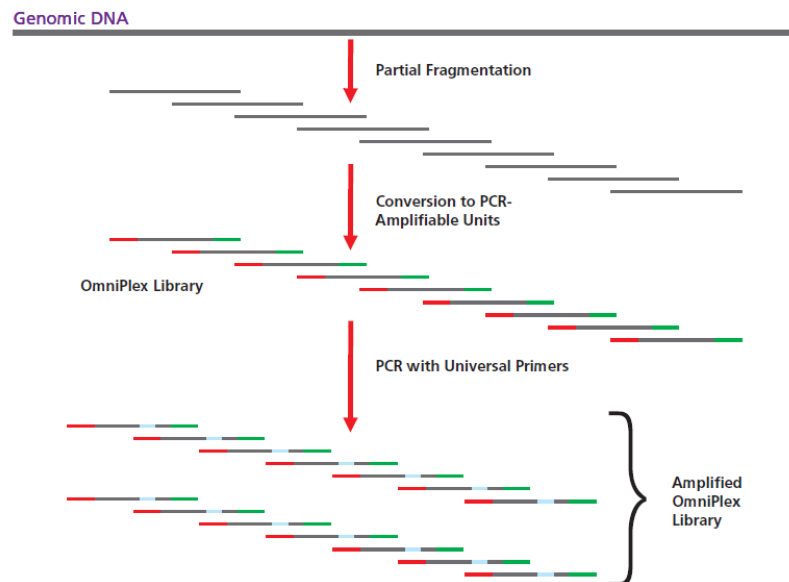 Genomic DNA
Partial Fragmentation
Conversion to PCR-
Amplifiable Units
OmniPlex Library
PCR with Universal Primers
Amplified
OmniPlex
Library